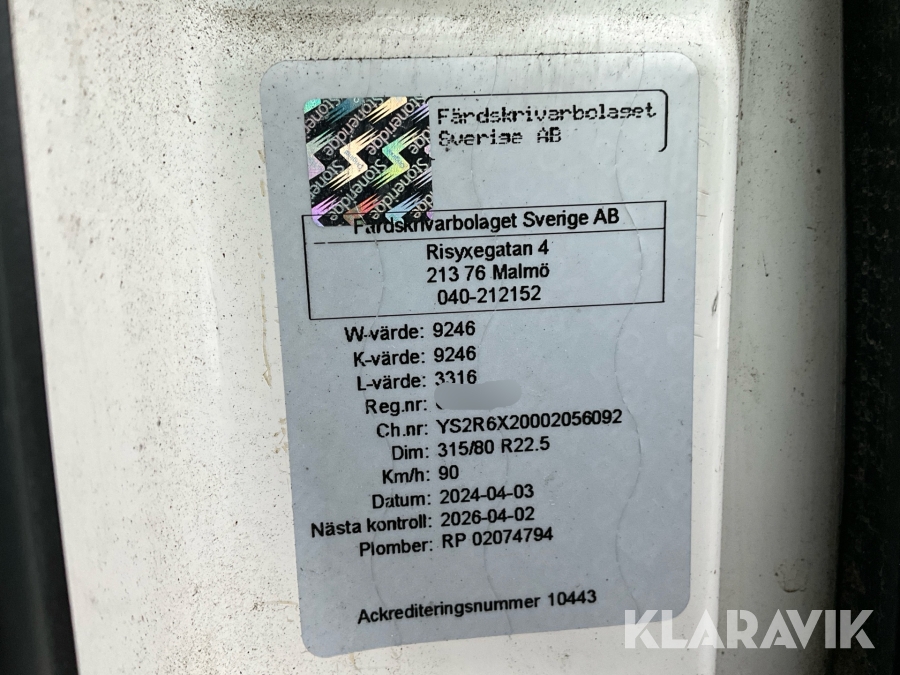 Stoneridge
Färdskrivarbolaget
Sverige AB
Färdskrivarbolaget Sverige AB
Risyxegatan 4
213 76 Malmö
040-212152
W-värde: 9246
K-värde: 9246
L-värde: 3316
Reg.nr:
Ch.nr: YS2R6X20002056092
Dim: 315/80 R22.5
Km/h: 90
Datum: 2024-04-03
Nästa kontroll: 2026-04-02
Plomber: RP 02074794
Ackrediteringsnummer 10443
KLARAVIK